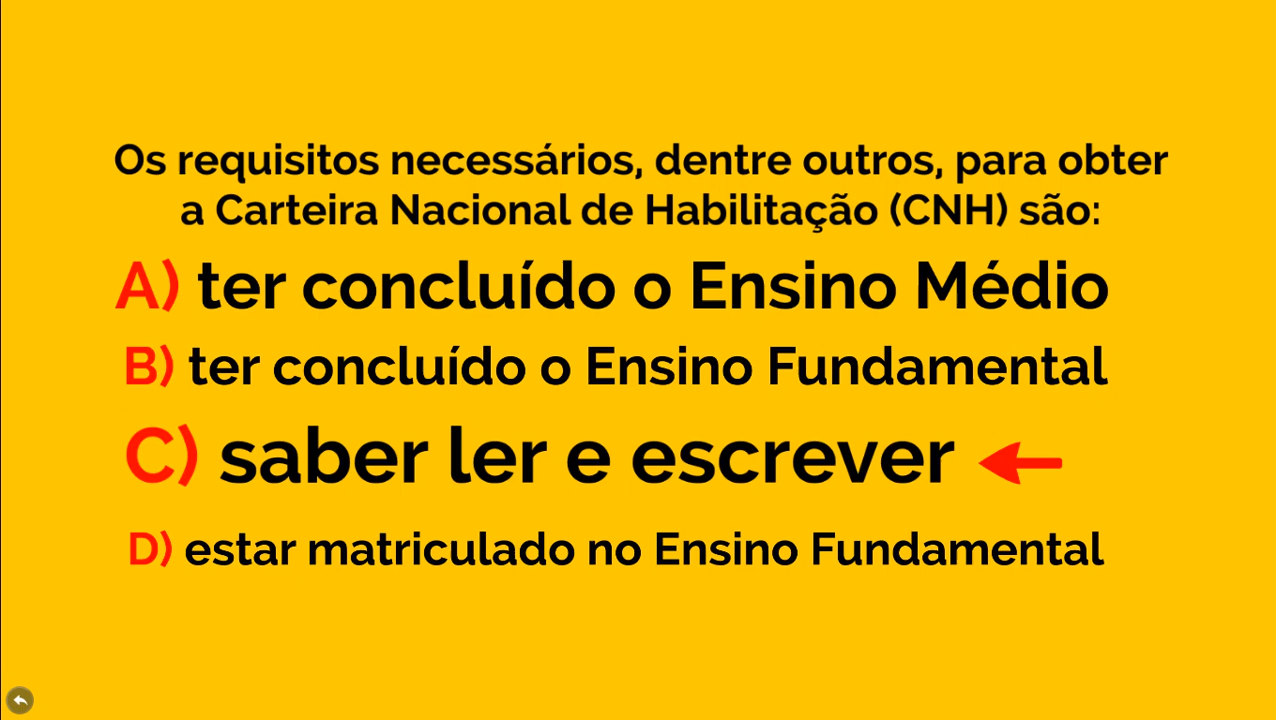 Os requisitos necessários, dentre outros, para obter
a Carteira Nacional de Habilitação (CNH) são:
A) ter concluído o Ensino Médio
B) ter concluído o Ensino Fundamental
C) saber ler e escrever
D) estar matriculado no Ensino Fundamental